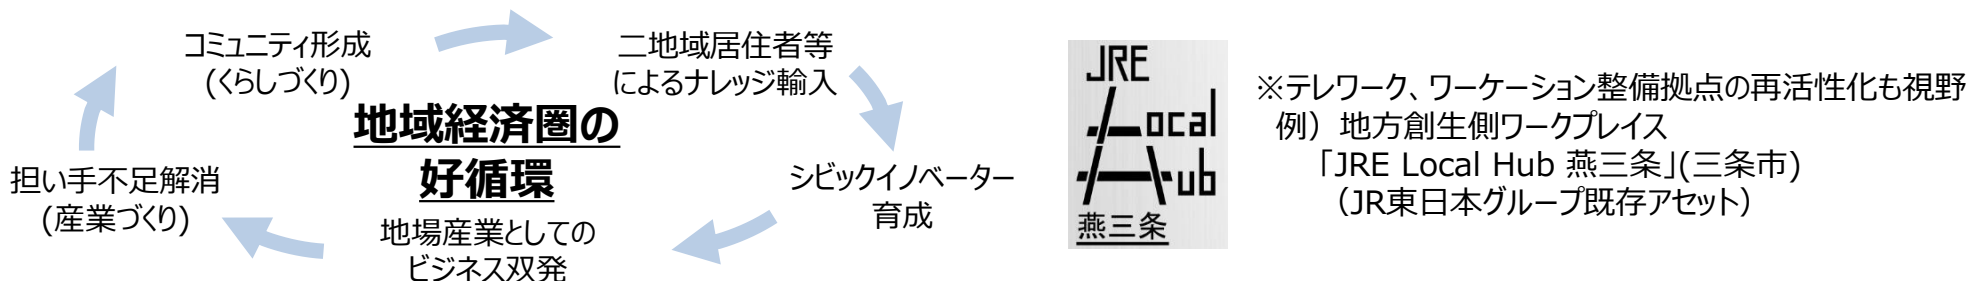 コミュニティ形成
(くらしづくり)
二地域居住者等
によるナレッジ輸入
シビックイノベーター
育成
地場産業としての
ビジネス双発
担い手不足解消
(産業づくり)
地域経済圏の
好循環
JRE
Local
Hub
燕三条
※テレワーク、ワーケーション整備拠点の再活性化も視野
例）地方創生側ワークプレイス
「JRE Local Hub 燕三条」(三条市)
（JR東日本グループ既存アセット）